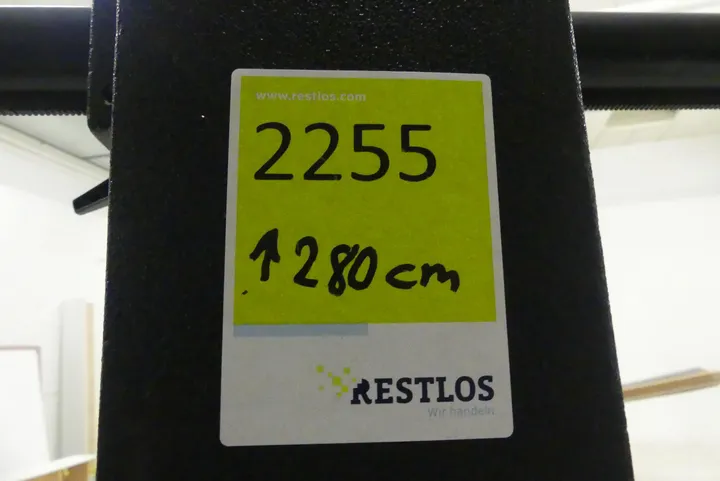 www.restlos.com
2255
↑ 280 cm
RESTLOS
Wir handeln